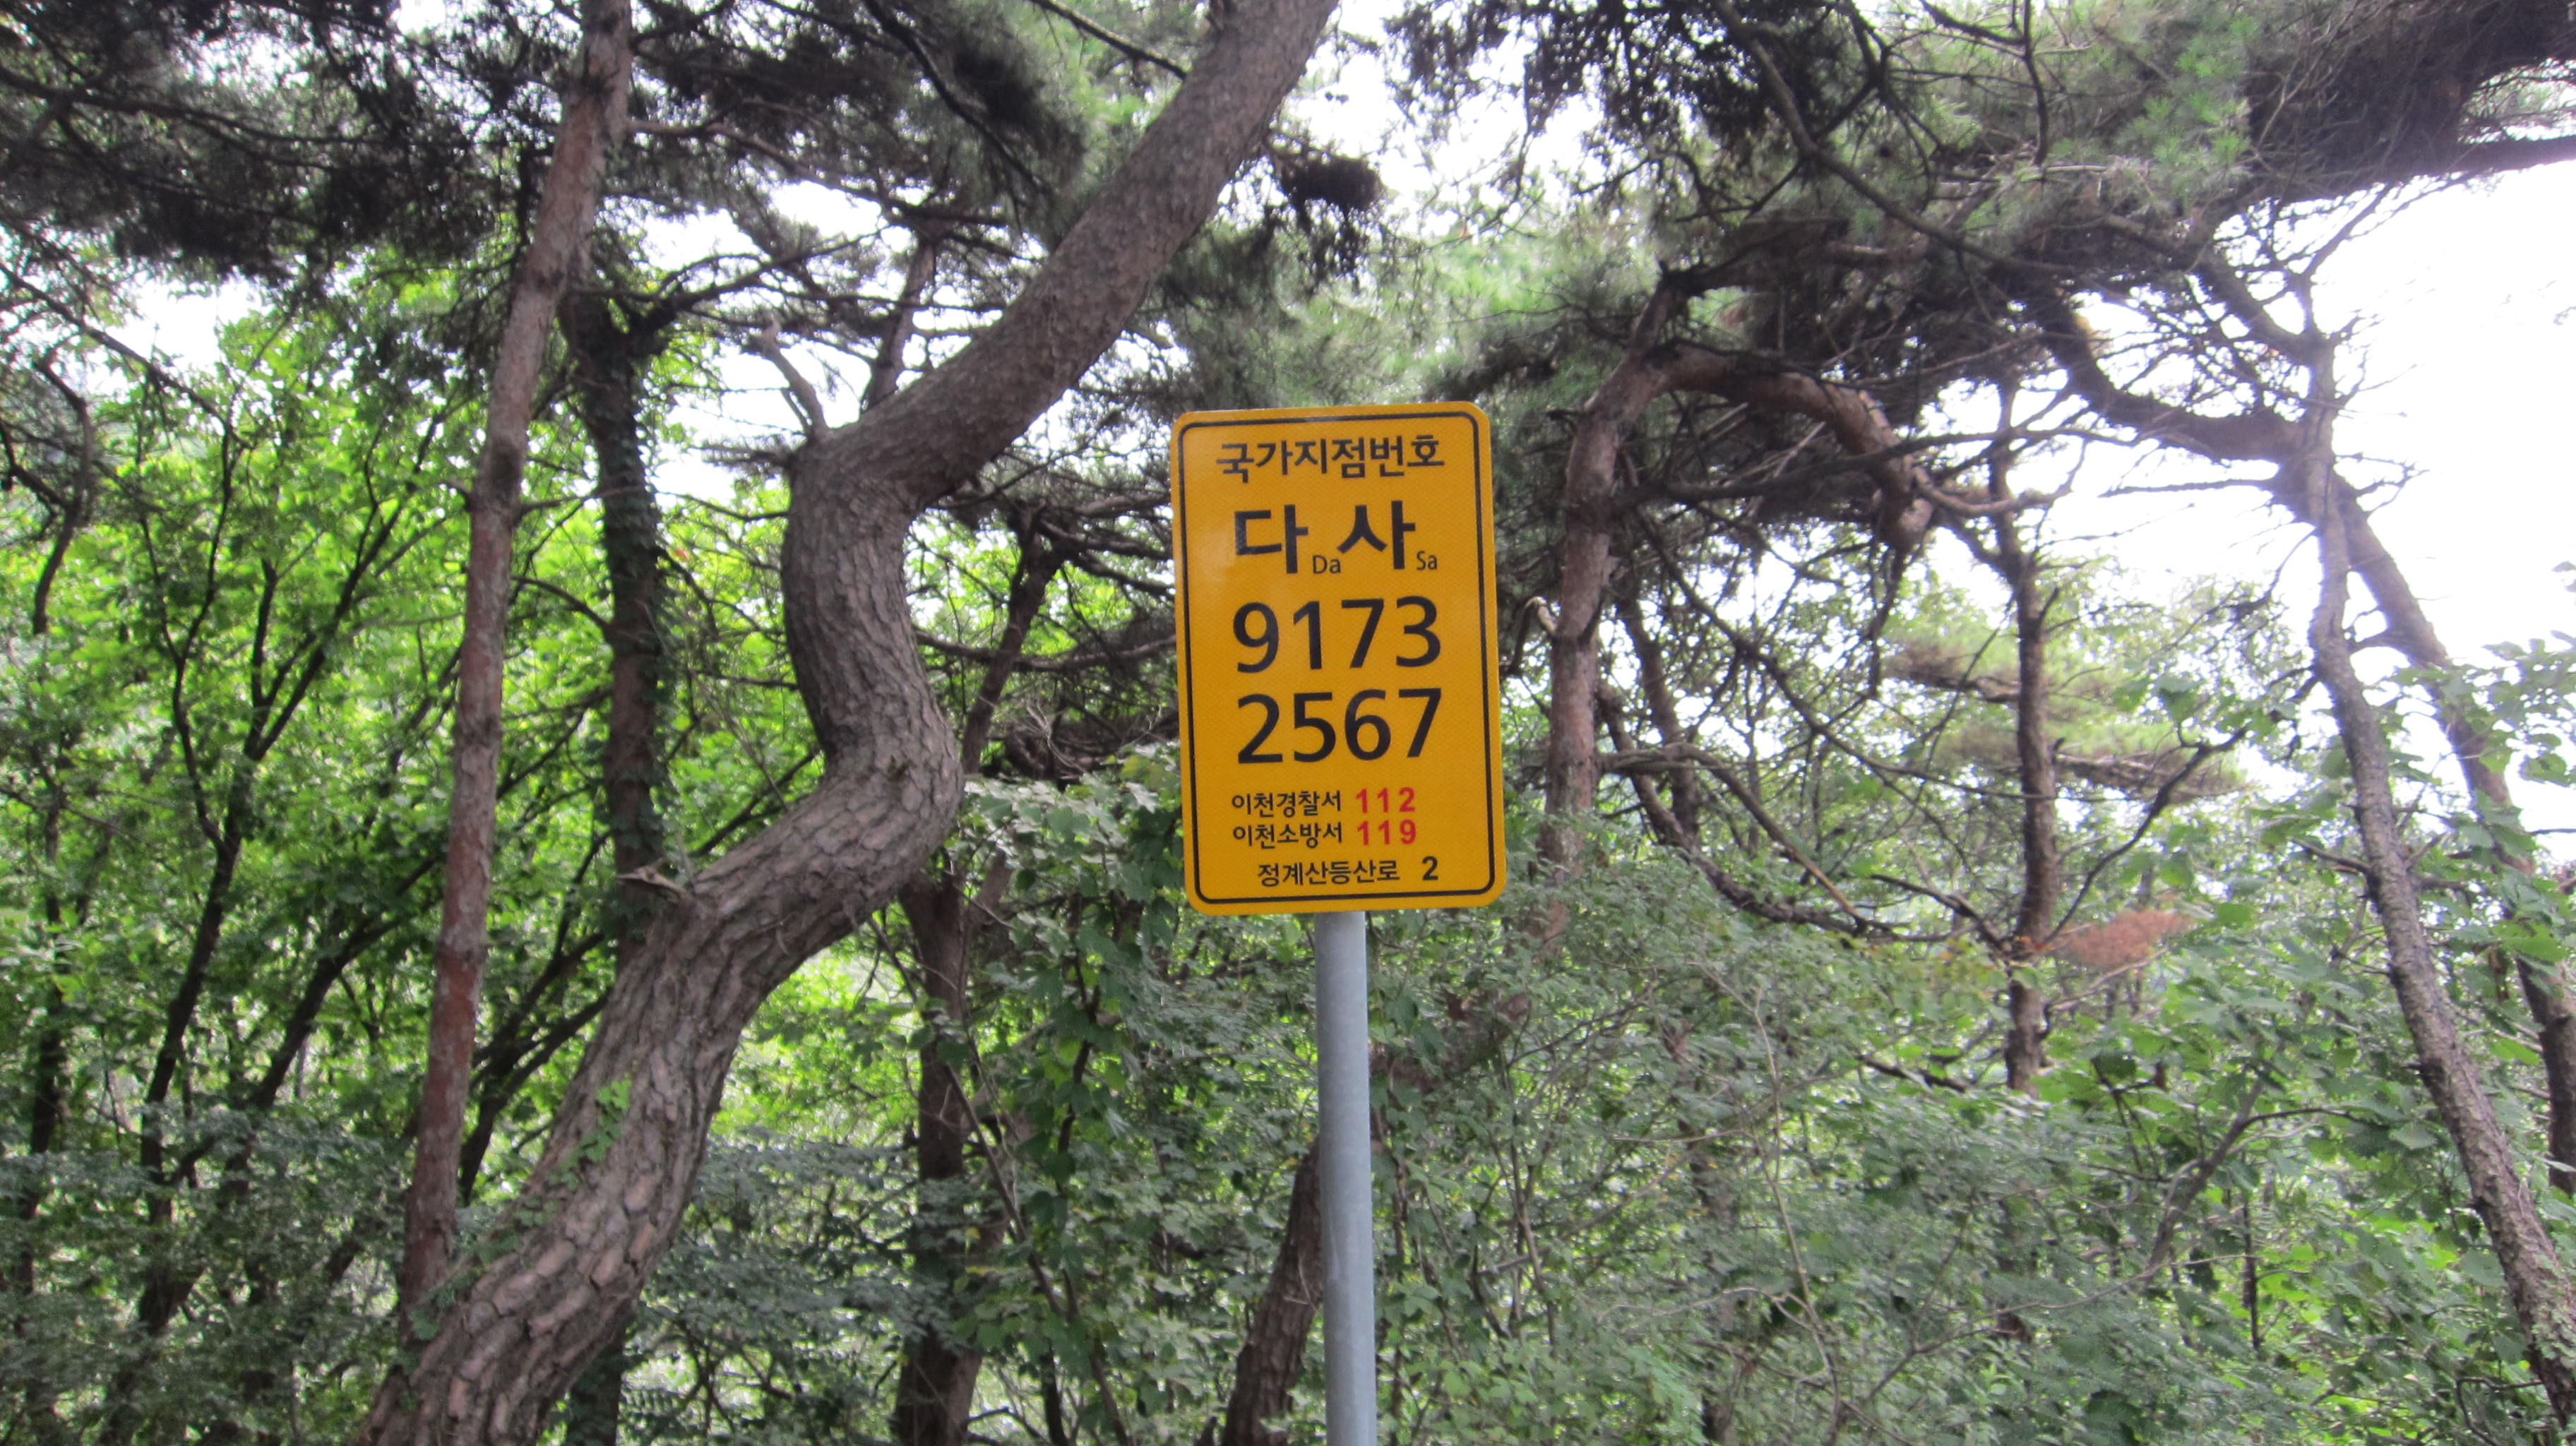 국가지점번호
다Da사Sa
9173
2567
이천경찰서 112
이천소방서 119
정계산등산로 2